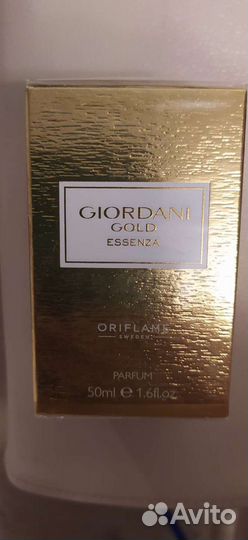 GIORDANI
GOLD
ESSENZA
ORIFLAME
SWEDEN
PARFUM
50ml ℮ 1.6fl.oz
Avito